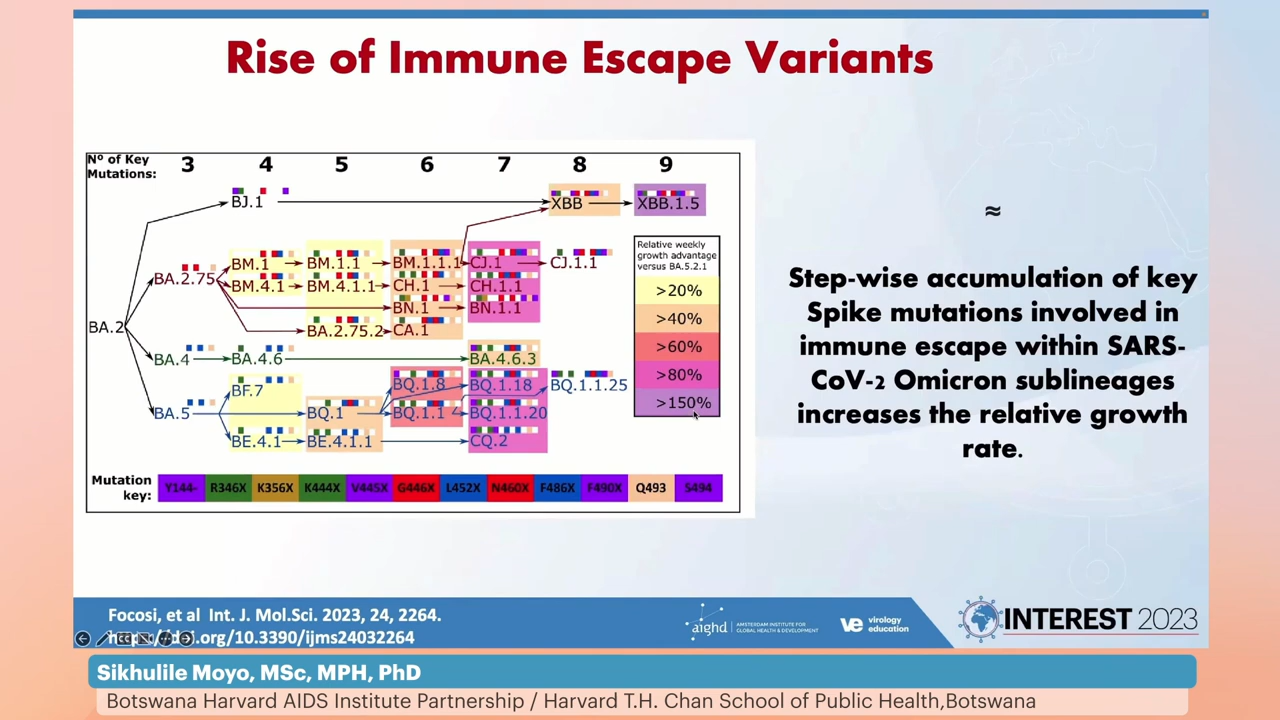 Rise of Immune Escape Variants
Nº of Key Mutations: 3 4 5 6 7 8 9
BJ.1 XBB XBB.1.5
BM.1 BM.1.1 BM.1.1.1 CJ.1 CJ.1.1
BA.2.75 BM.4.1 BM.4.1.1 CH.1 CH.1.1
BN.1 BN.1.1
BA.2 BA.2.75.2 CA.1
BA.4 BA.4.6 BA.4.6.3
BF.7 BQ.1.8 BQ.1.18 BQ.1.1.25
BA.5 BQ.1 BQ.1.1 BQ.1.1.20
BE.4.1 BE.4.1.1 CQ.2
Relative weekly
growth advantage
versus BA.5.2.1
>20%
>40%
>60%
>80%
>150%
Mutation key: Y144- R346X K356X K444X V445X G446X L452X N460X F486X F490X Q493 S494
≈
Step-wise accumulation of key
Spike mutations involved in
immune escape within SARS-
CoV-2 Omicron sublineages
increases the relative growth
rate.
Focosi, et al Int. J. Mol.Sci. 2023, 24, 2264.
.org/10.3390/ijms24032264
aighd AMSTERDAM INSTITUTE FOR
GLOBAL HEALTH & DEVELOPMENT
ve virology
education
INTEREST 2023
Sikhulile Moyo, MSc, MPH, PhD
Botswana Harvard AIDS Institute Partnership / Harvard T.H. Chan School of Public Health,Botswana